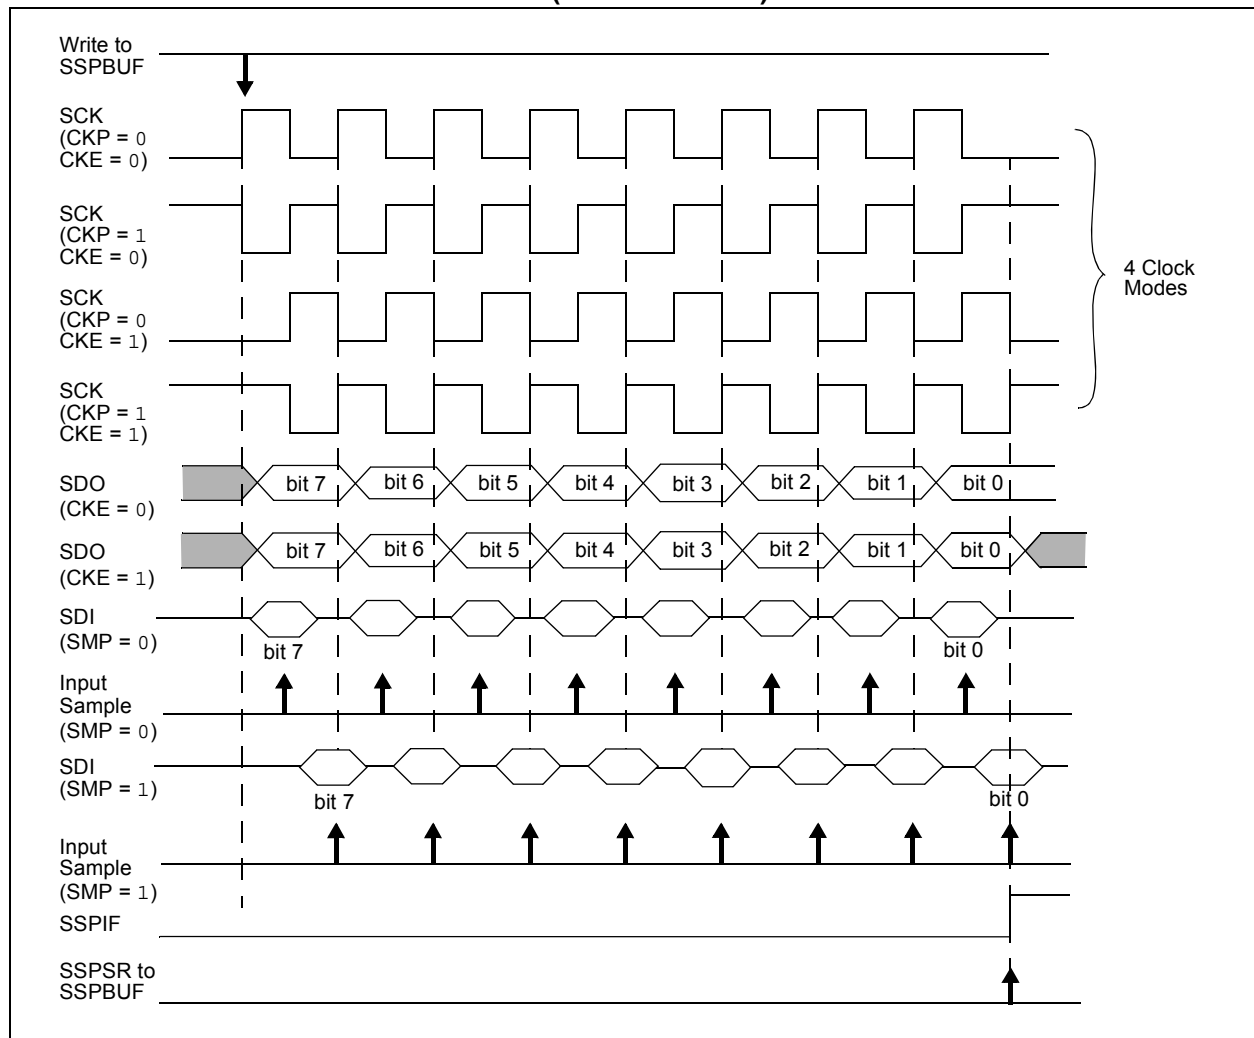 Write to
SSPBUF
SCK
(CKP = 0
CKE = 0)
SCK
(CKP = 1
CKE = 0)
SCK
(CKP = 0
CKE = 1)
SCK
(CKP = 1
CKE = 1)
4 Clock
Modes
SDO
(CKE = 0)
bit 7 bit 6 bit 5 bit 4 bit 3 bit 2 bit 1 bit 0
SDO
(CKE = 1)
bit 7 bit 6 bit 5 bit 4 bit 3 bit 2 bit 1 bit 0
SDI
(SMP = 0)
bit 7 bit 0
Input
Sample
(SMP = 0)
SDI
(SMP = 1)
bit 7 bit 0
Input
Sample
(SMP = 1)
SSPIF
SSPSR to
SSPBUF